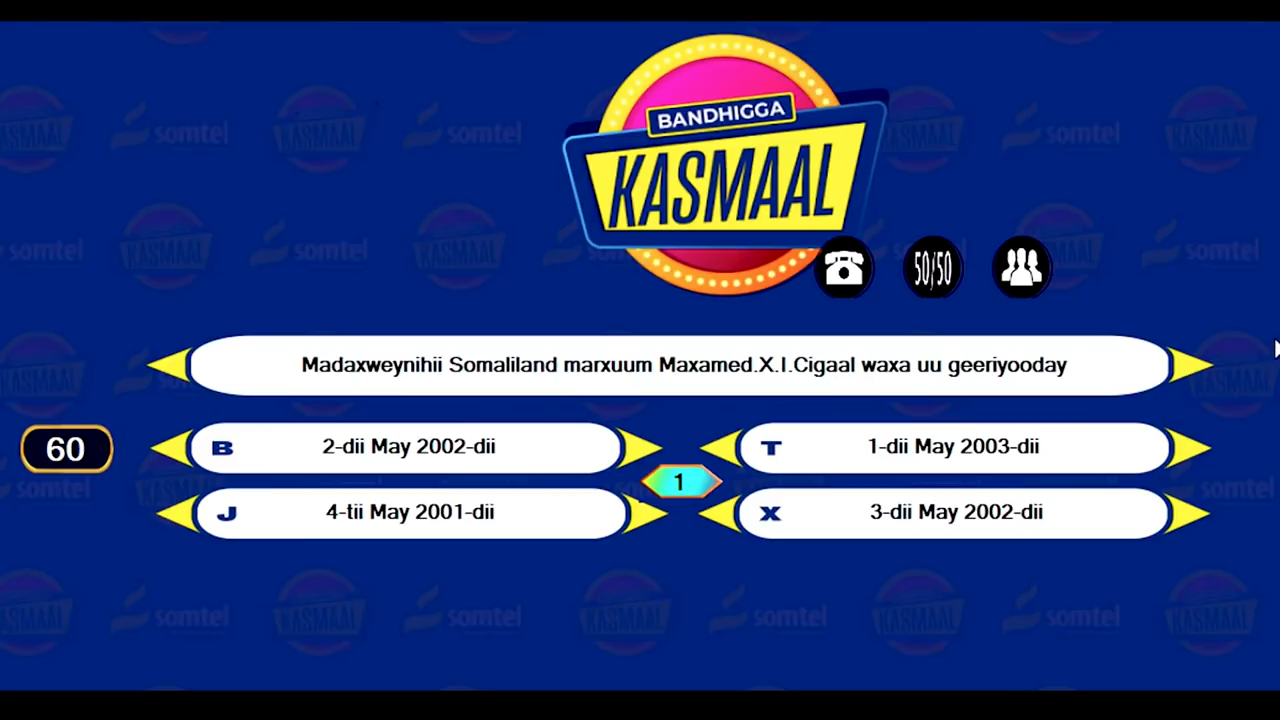 BANDHIGGA
KASMAAL
50/50
Madaxweynihii Somaliland marxuum Maxamed.X.I.Cigaal waxa uu geeriyooday
60
B 2-dii May 2002-dii
T 1-dii May 2003-dii
1
J 4-tii May 2001-dii
X 3-dii May 2002-dii
somtel